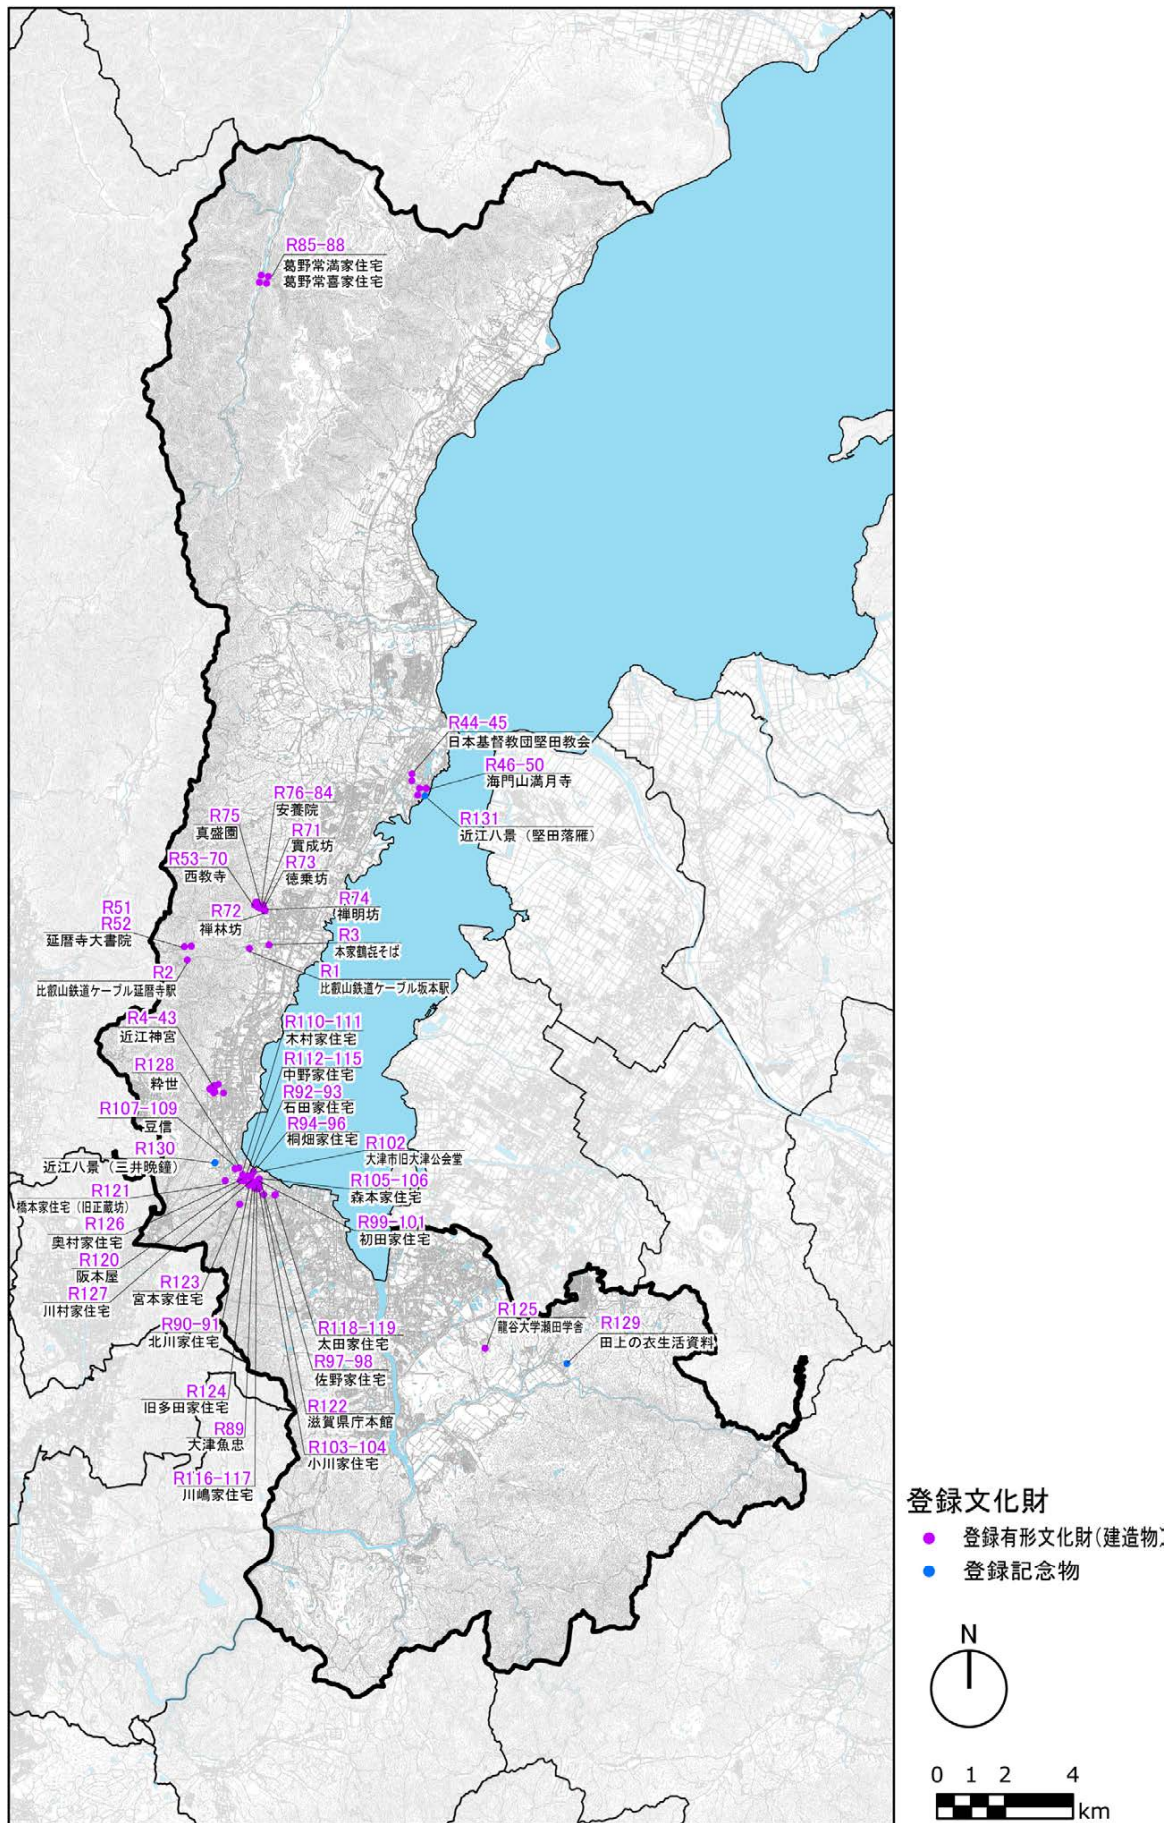 R85-88
葛野常満家住宅
葛野常喜家住宅
R44-45
日本基督教団堅田教会
R46-50
海門山満月寺
R76-84
安養院
R131
近江八景（堅田落雁）
R75
真盛園
R71
實成坊
R53-70
西教寺
R73
徳乗坊
R74
禅明坊
R72
禅林坊
R51
R52
延暦寺大書院
R3
本家鶴㐂そば
R2
比叡山鉄道ケーブル延暦寺駅
R1
比叡山鉄道ケーブル坂本駅
R4-43
近江神宮
R110-111
木村家住宅
R128
粋世
R112-115
中野家住宅
R92-93
石田家住宅
R107-109
豆信
R94-96
桐畑家住宅
R130
近江八景（三井晩鐘）
R102
大津市旧大津公会堂
R121
橋本家住宅（旧正蔵坊）
R105-106
森本家住宅
R126
奥村家住宅
R99-101
初田家住宅
R120
阪本屋
R123
宮本家住宅
R127
川村家住宅
R125
龍谷大学瀬田学舎
R129
田上の衣生活資料
R90-91
北川家住宅
R118-119
太田家住宅
R97-98
佐野家住宅
R124
旧多田家住宅
R122
滋賀県庁本館
R89
大津魚忠
R103-104
小川家住宅
R116-117
川嶋家住宅
登録文化財
登録有形文化財(建造物)
登録記念物
N
0 1 2 4
km